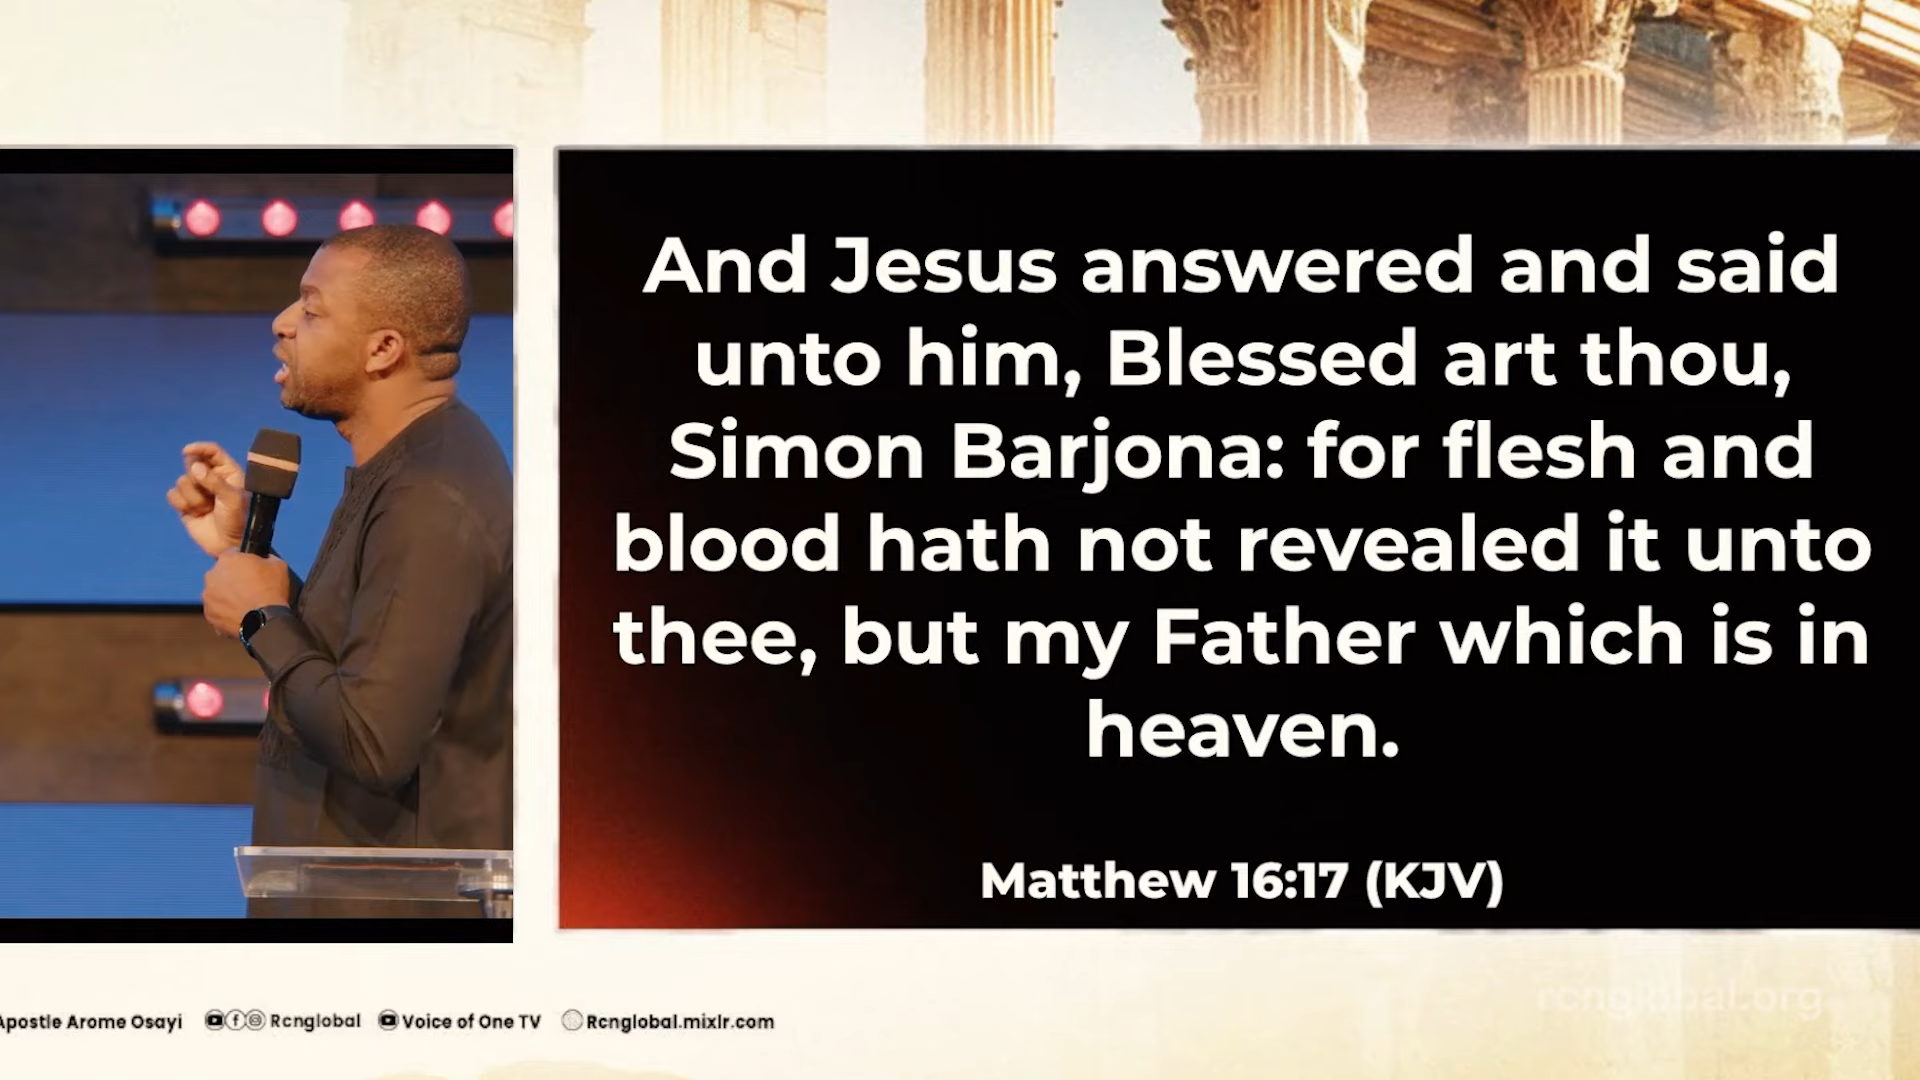 And Jesus answered and said
unto him, Blessed art thou,
Simon Barjona: for flesh and
blood hath not revealed it unto
thee, but my Father which is in
heaven.
Matthew 16:17 (KJV)
rcnglobal.org
Apostle Arome Osayi Rcnglobal Voice of One TV Rcnglobal.mixlr.com